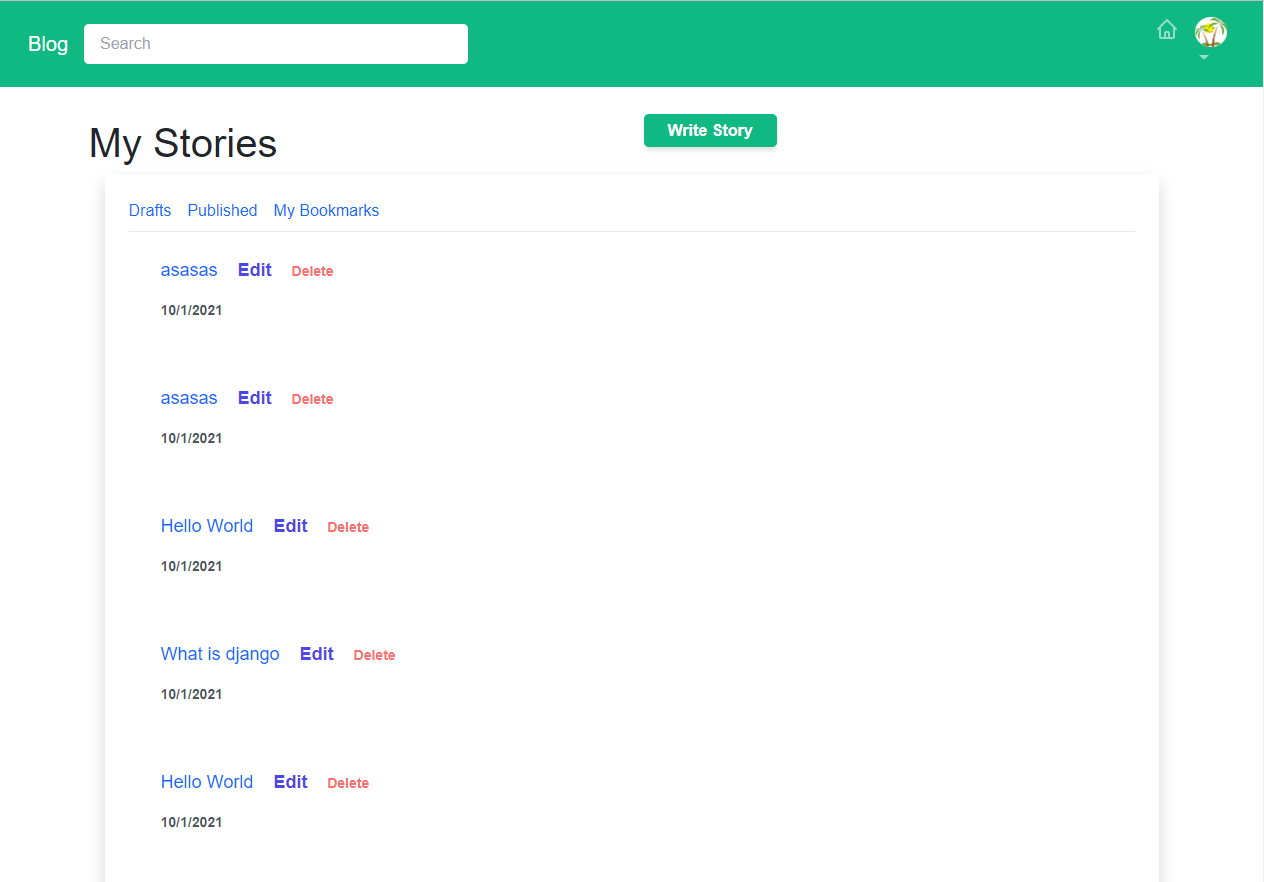 Blog Search
My Stories Write Story
Drafts Published My Bookmarks
asasas Edit Delete
10/1/2021
asasas Edit Delete
10/1/2021
Hello World Edit Delete
10/1/2021
What is django Edit Delete
10/1/2021
Hello World Edit Delete
10/1/2021